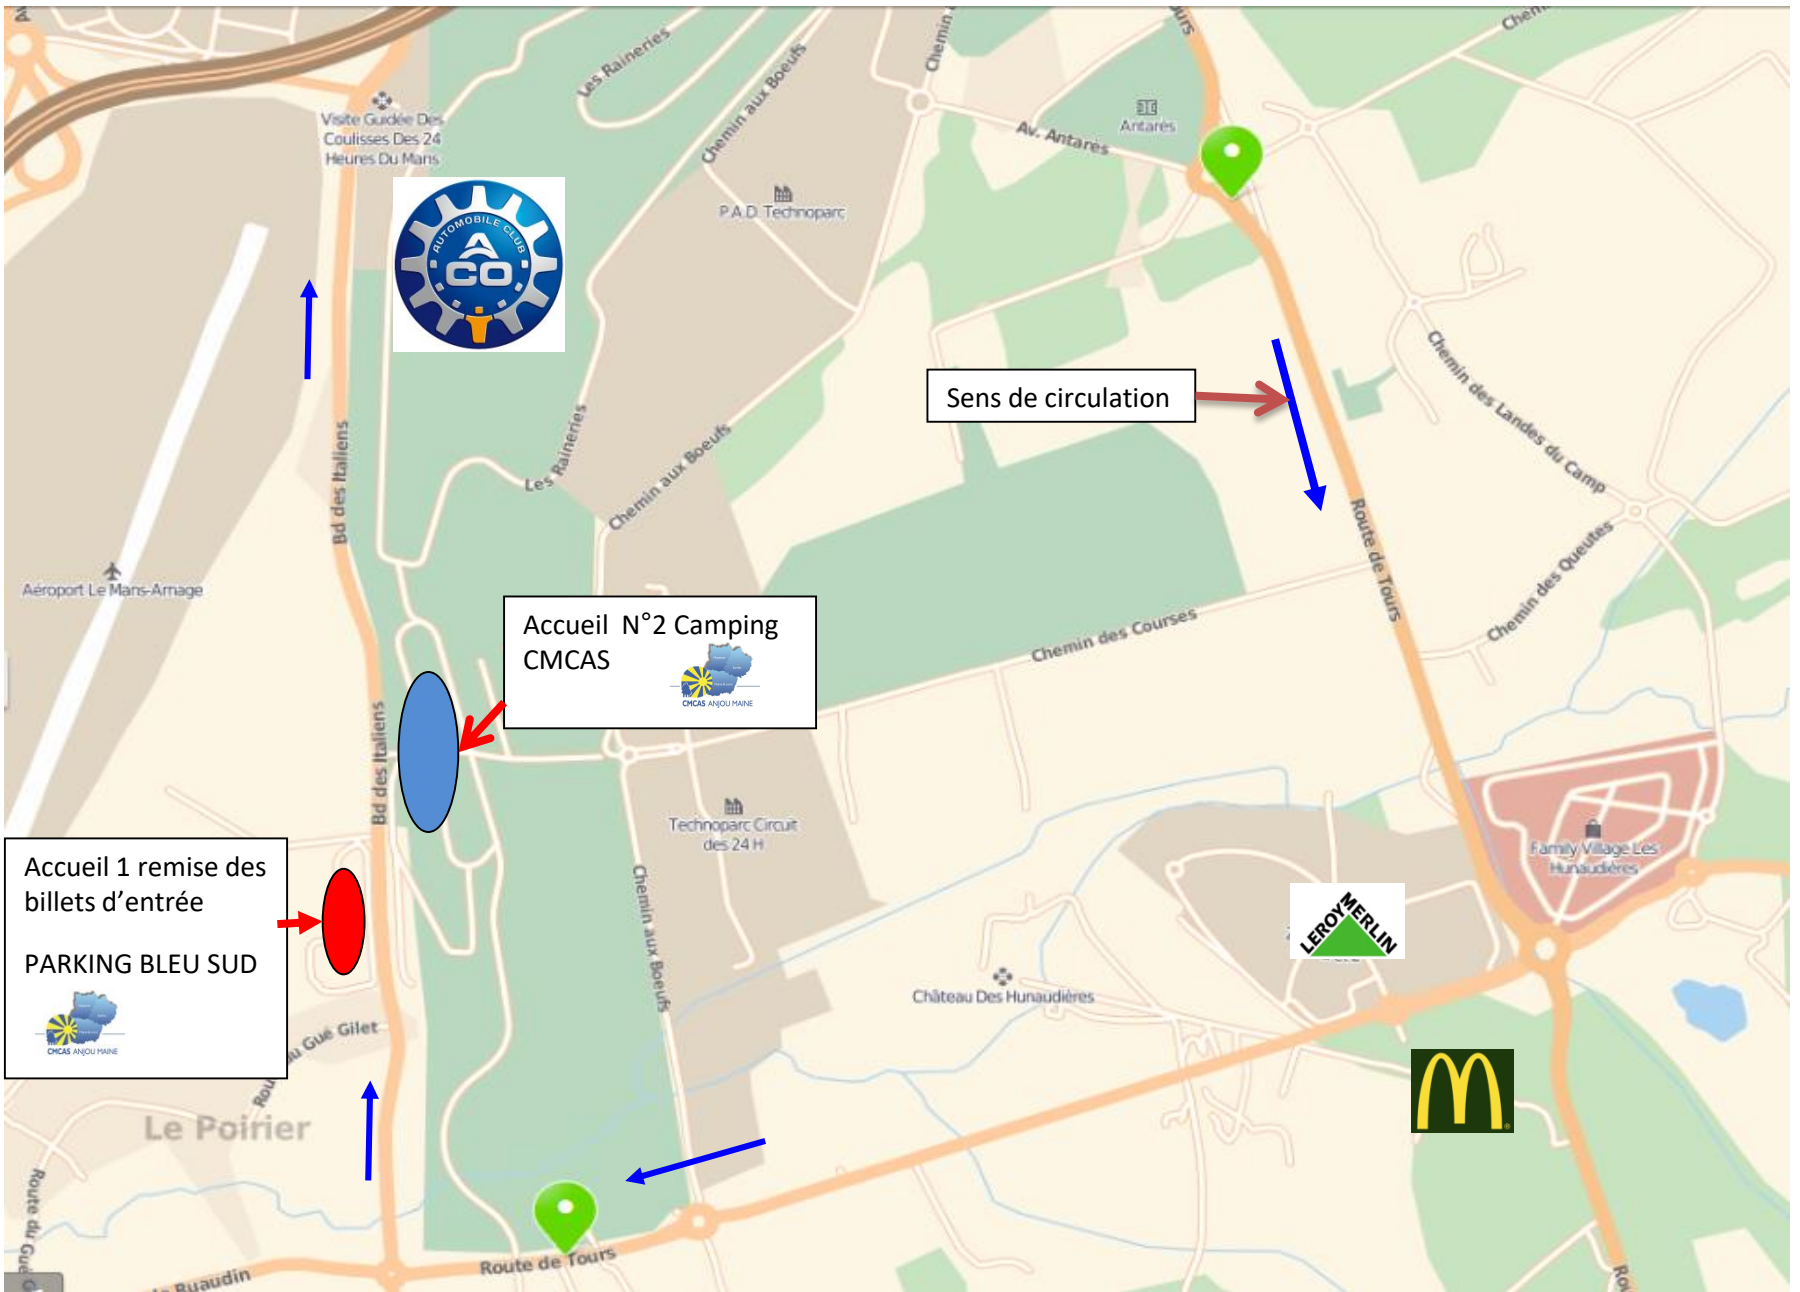 Les Raineries
Chemin aux Boeufs
Visite Guidée Des
Coulisses Des 24
Heures Du Mans
AUTOMOBILE CLUB
ACO
P.A.D. Technoparc
Av. Antarès
Antarès
Sens de circulation
Bd des Italiens
Les Raineries
Chemin aux Boeufs
Chemin des Landes du Camp
Route de Tours
Chemin des Queutes
Aéroport Le Mans-Arnage
Accueil N°2 Camping
CMCAS
CMCAS ANJOU MAINE
Chemin des Courses
Bd des Italiens
Technoparc Circuit
des 24 H
Family Village Les
Hunaudières
Accueil 1 remise des
billets d'entrée
PARKING BLEU SUD
CMCAS ANJOU MAINE
Chemin aux Boeufs
LEROY MERLIN
Château Des Hunaudières
au Gué Gilet
Le Poirier
Route du Gué
Route de Tours
Ruaudin